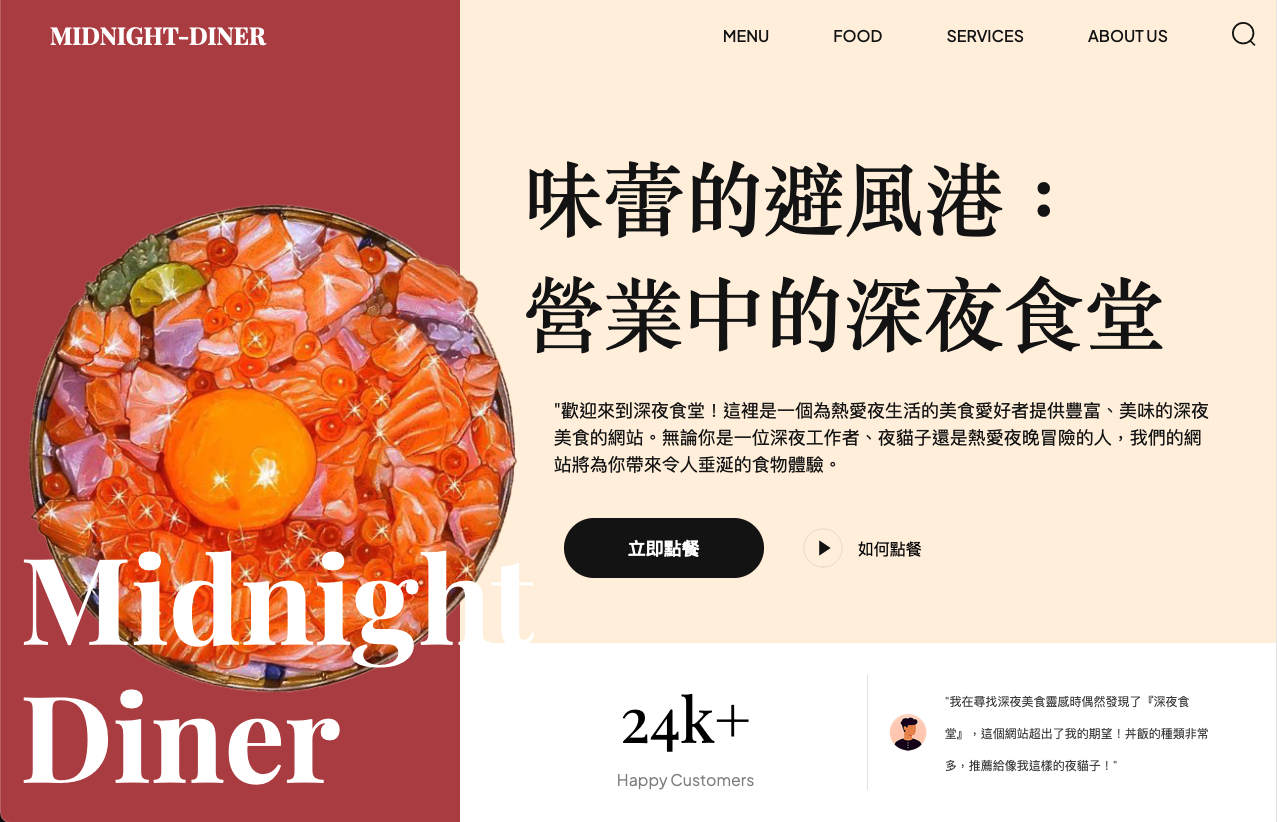 MIDNIGHT-DINER
MENU
FOOD
SERVICES
ABOUT US
味蕾的避風港：
營業中的深夜食堂
"歡迎來到深夜食堂！這裡是一個為熱愛夜生活的美食愛好者提供豐富、美味的深夜
美食的網站。無論你是一位深夜工作者、夜貓子還是熱愛夜晚冒險的人，我們的網
站將為你帶來令人垂涎的食物體驗。
立即點餐
如何點餐
Midnight
Diner
24k+
Happy Customers
"我在尋找深夜美食靈感時偶然發現了『深夜食
堂』，這個網站超出了我的期望！丼飯的種類非常
多，推薦給像我這樣的夜貓子！"